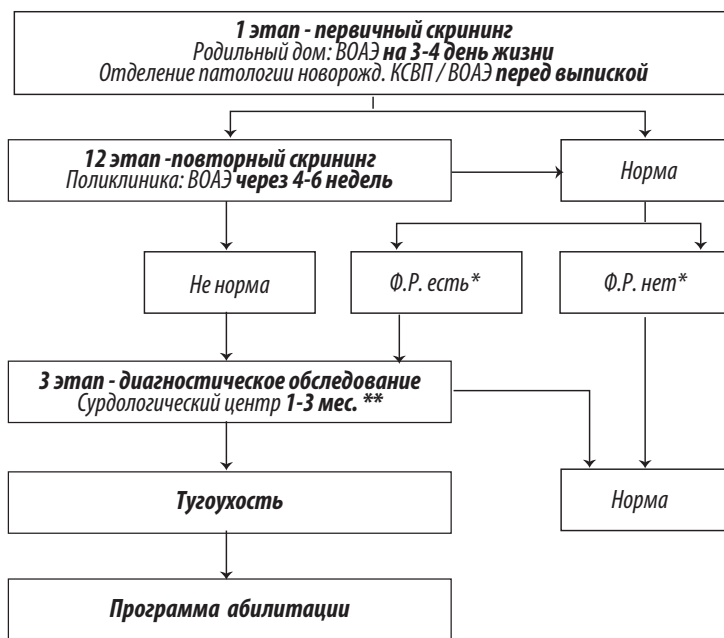 1 этап - первичный скрининг
Родильный дом: ВОАЭ на 3-4 день жизни
Отделение патологии новорожд. КСВП / ВОАЭ перед выпиской
12 этап -повторный скрининг
Поликлиника: ВОАЭ через 4-6 недель
Норма
Не норма
Ф.Р. есть*
Ф.Р. нет*
3 этап - диагностическое обследование
Сурдологический центр 1-3 мес. **
Тугоухость
Норма
Программа абилитации